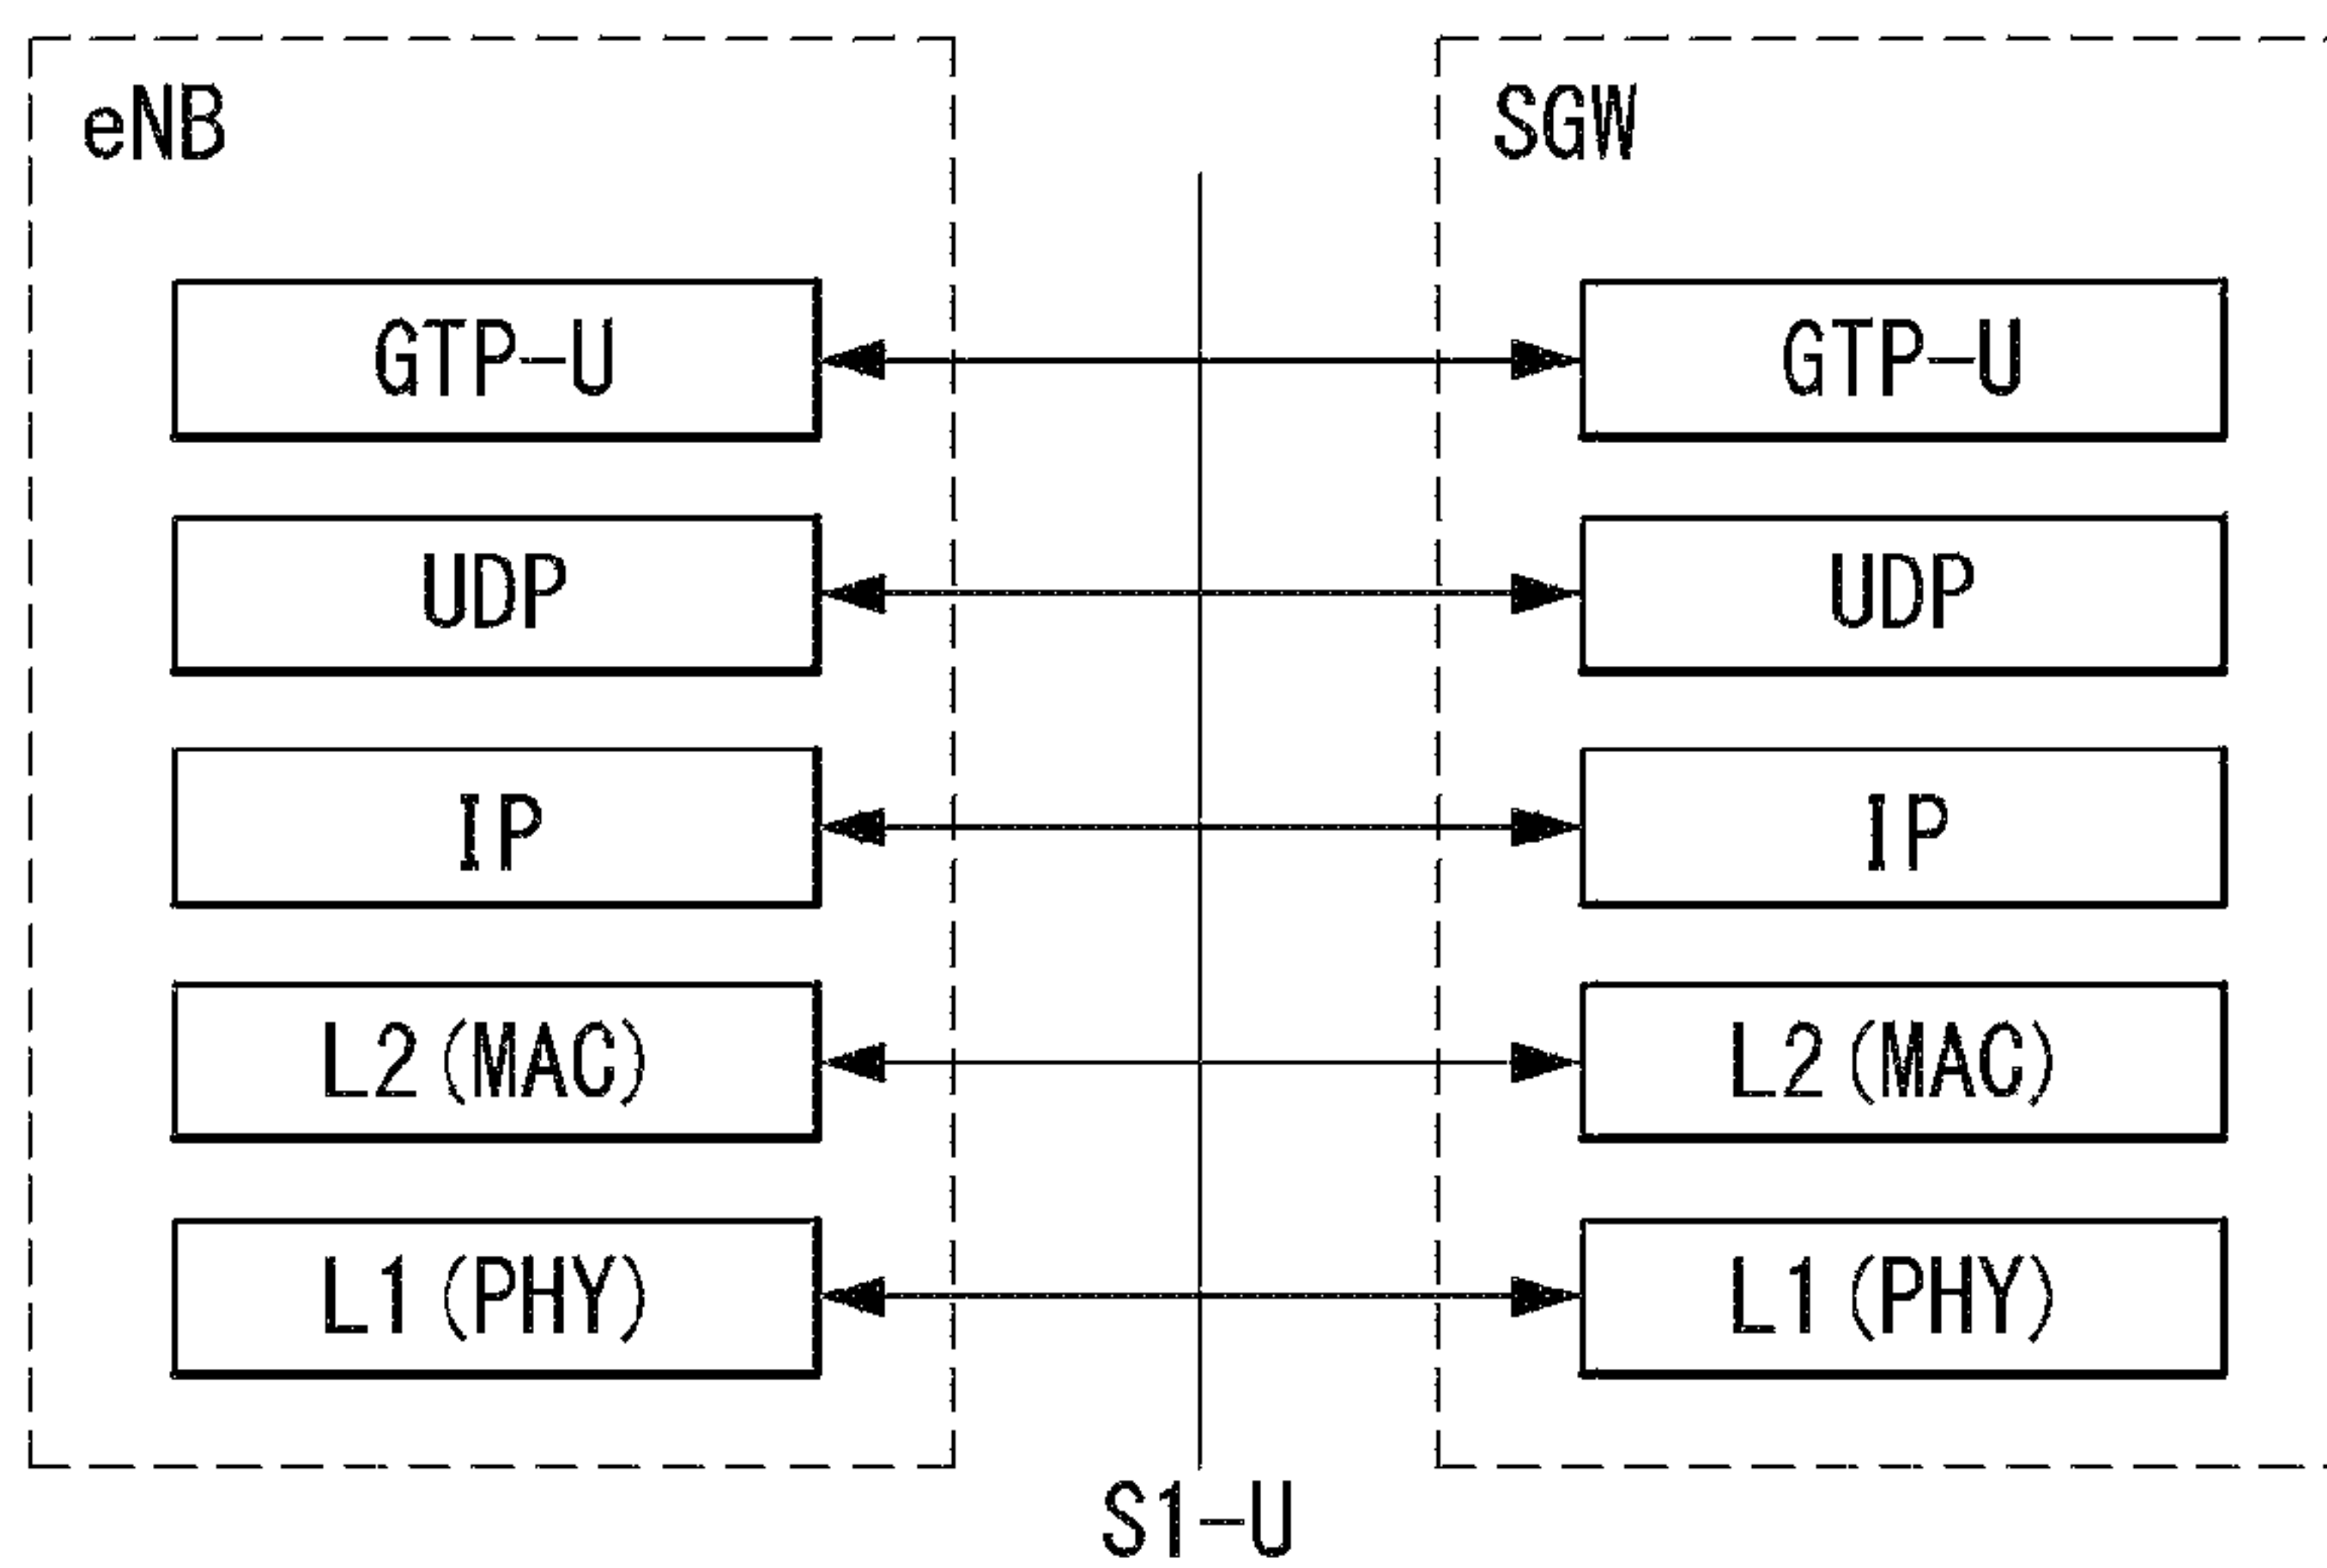 eNB
SGW
GTP-U
GTP-U
UDP
UDP
IP
IP
L2(MAC)
L2(MAC)
L1(PHY)
L1(PHY)
S1-U